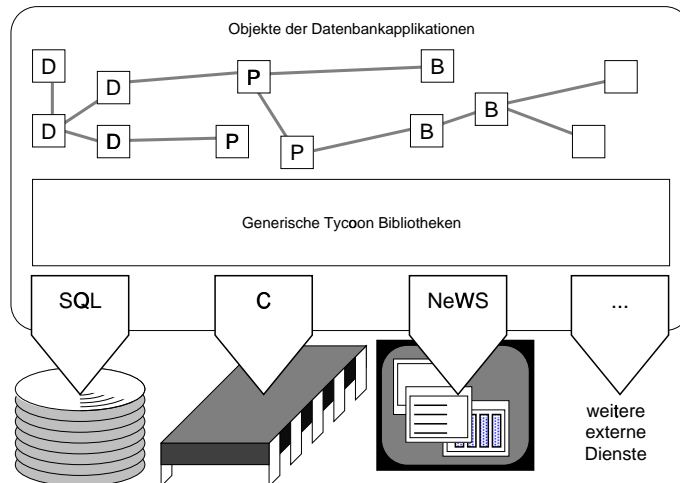 Objekte der Datenbankapplikationen
D
D
P
B
D
D
P
P
B
B
Generische Tycoon Bibliotheken
SQL
C
NeWS
...
weitere
externe
Dienste